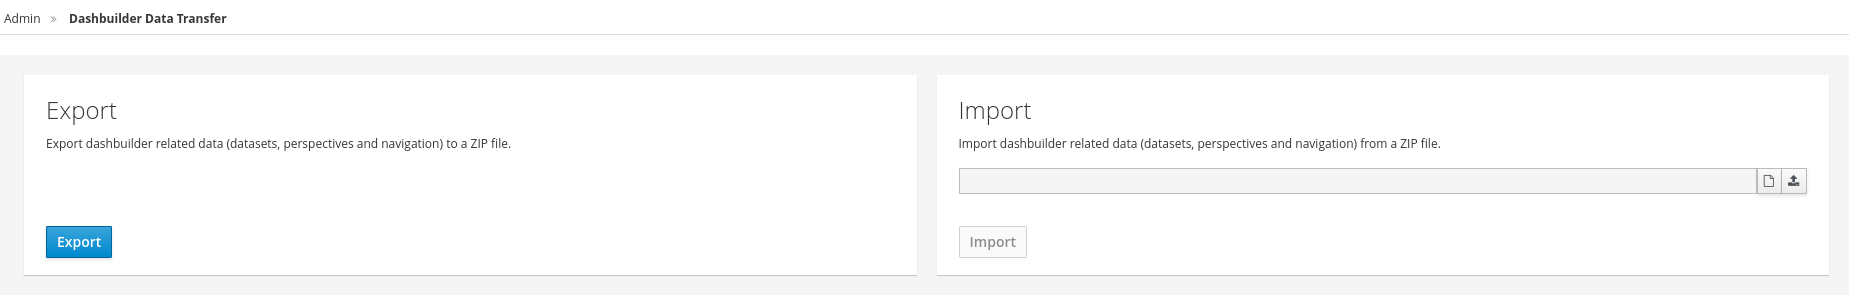 Admin » Dashbuilder Data Transfer
Export
Export dashbuilder related data (datasets, perspectives and navigation) to a ZIP file.
Export
Import
Import dashbuilder related data (datasets, perspectives and navigation) from a ZIP file.
Import